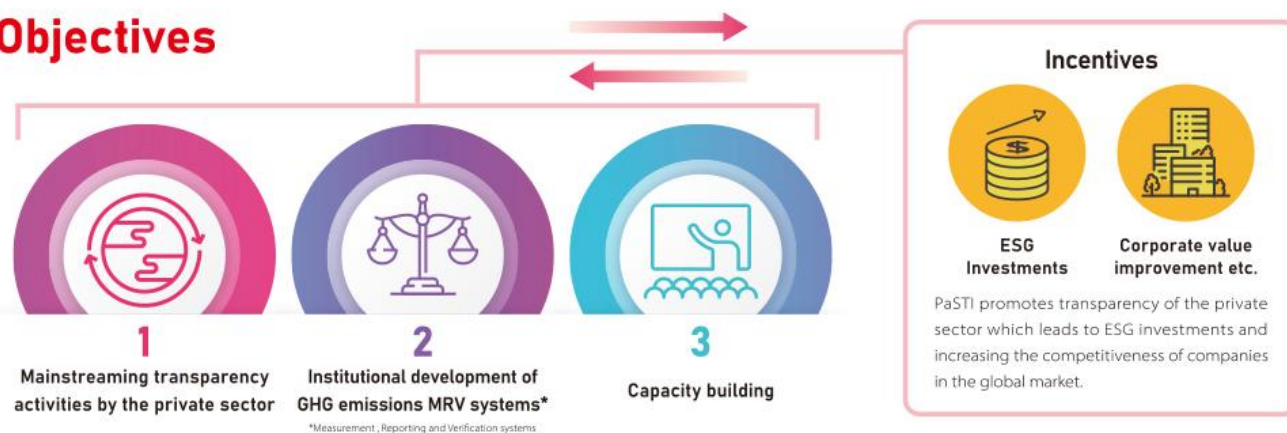 Objectives
1
Mainstreaming transparency
activities by the private sector
2
Institutional development of
GHG emissions MRV systems*
*Measurement , Reporting and Verification systems
3
Capacity building
Incentives
$
ESG
Investments
Corporate value
improvement etc.
PaSTI promotes transparency of the private
sector which leads to ESG investments and
increasing the competitiveness of companies
in the global market.